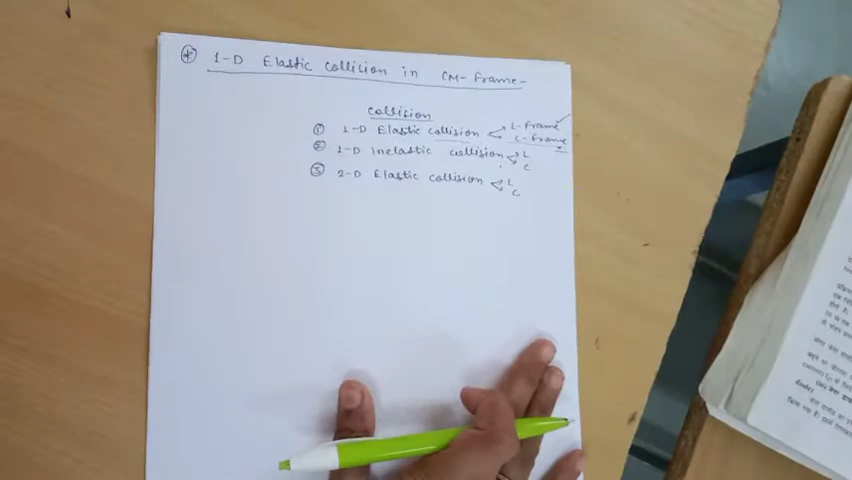 * 1-D Elastic Collision in CM-Frame-
Collision
① 1-D Elastic collision < L-Frame
C-Frame
② 1-D Inelastic collision < L
C
③ 2-D Elastic collision < L
C